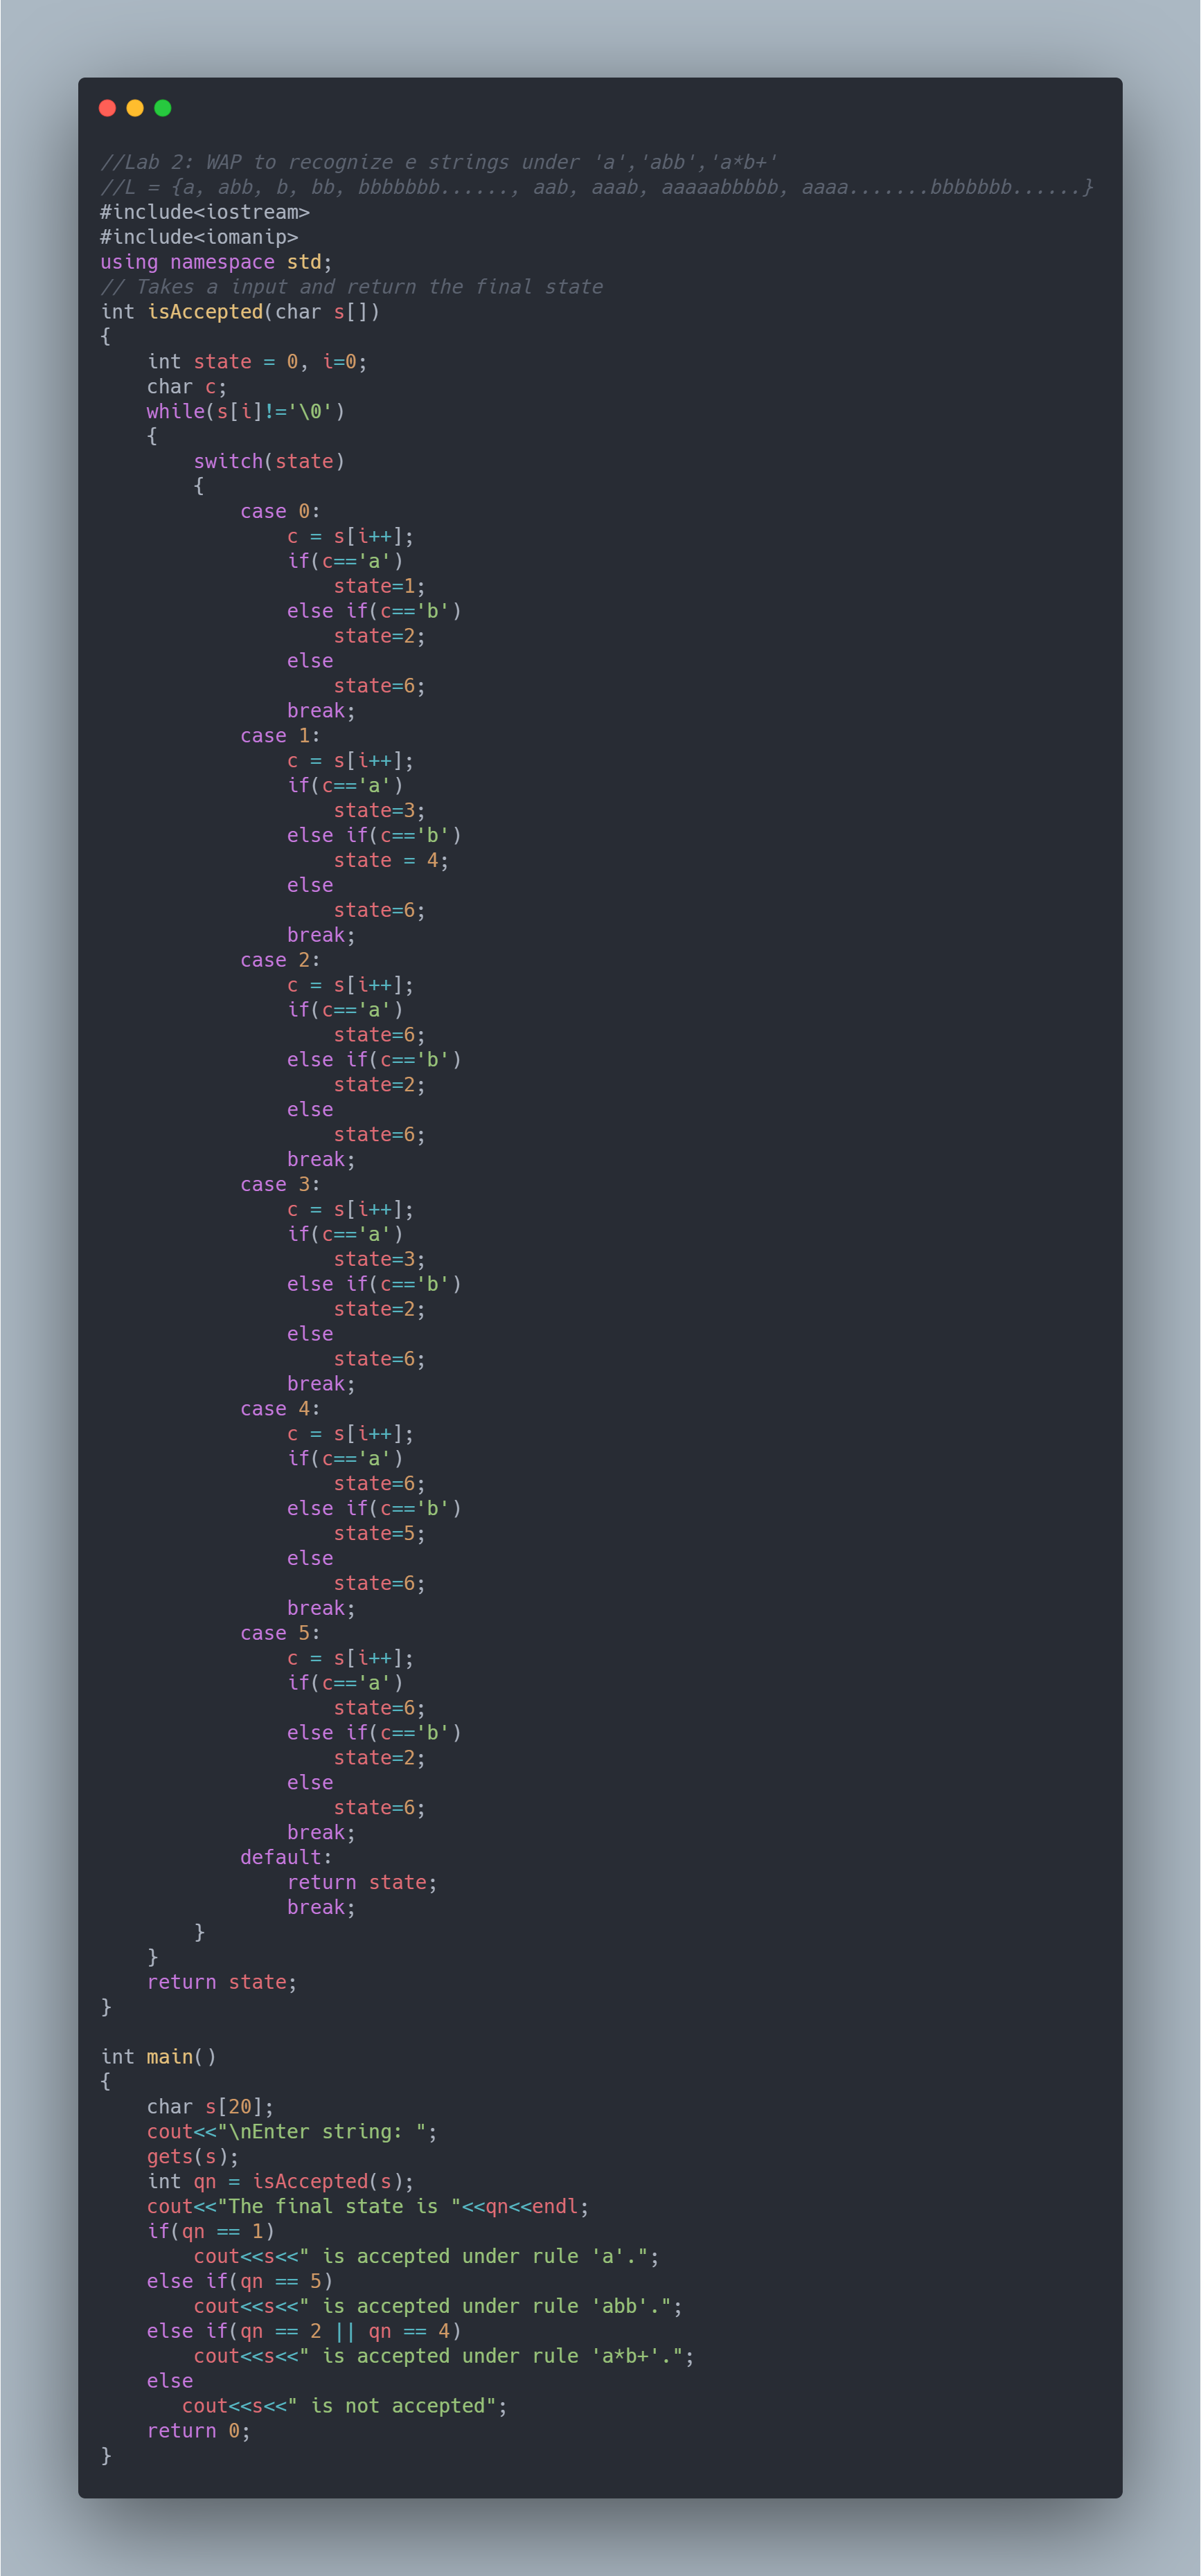 //Lab 2: WAP to recognize e strings under 'a','abb','a*b+'
//L = {a, abb, b, bb, bbbbbbb......, aab, aaab, aaaaabbbbb, aaaa.......bbbbbbb......}
#include<iostream>
#include<iomanip>
using namespace std;
// Takes a input and return the final state
int isAccepted(char s[])
{
    int state = 0, i=0;
    char c;
    while(s[i]!='\0')
    {
        switch(state)
        {
            case 0:
                c = s[i++];
                if(c=='a')
                    state=1;
                else if(c=='b')
                    state=2;
                else
                    state=6;
                break;
            case 1:
                c = s[i++];
                if(c=='a')
                    state=3;
                else if(c=='b')
                    state = 4;
                else
                    state=6;
                break;
            case 2:
                c = s[i++];
                if(c=='a')
                    state=6;
                else if(c=='b')
                    state=2;
                else
                    state=6;
                break;
            case 3:
                c = s[i++];
                if(c=='a')
                    state=3;
                else if(c=='b')
                    state=2;
                else
                    state=6;
                break;
            case 4:
                c = s[i++];
                if(c=='a')
                    state=6;
                else if(c=='b')
                    state=5;
                else
                    state=6;
                break;
            case 5:
                c = s[i++];
                if(c=='a')
                    state=6;
                else if(c=='b')
                    state=2;
                else
                    state=6;
                break;
            default:
                return state;
                break;
        }
    }
    return state;
}

int main()
{
    char s[20];
    cout<<"\nEnter string: ";
    gets(s);
    int qn = isAccepted(s);
    cout<<"The final state is "<<qn<<endl;
    if(qn == 1)
        cout<<s<<" is accepted under rule 'a'.";
    else if(qn == 5)
        cout<<s<<" is accepted under rule 'abb'.";
    else if(qn == 2 || qn == 4)
        cout<<s<<" is accepted under rule 'a*b+'.";
    else
       cout<<s<<" is not accepted";
    return 0;
}